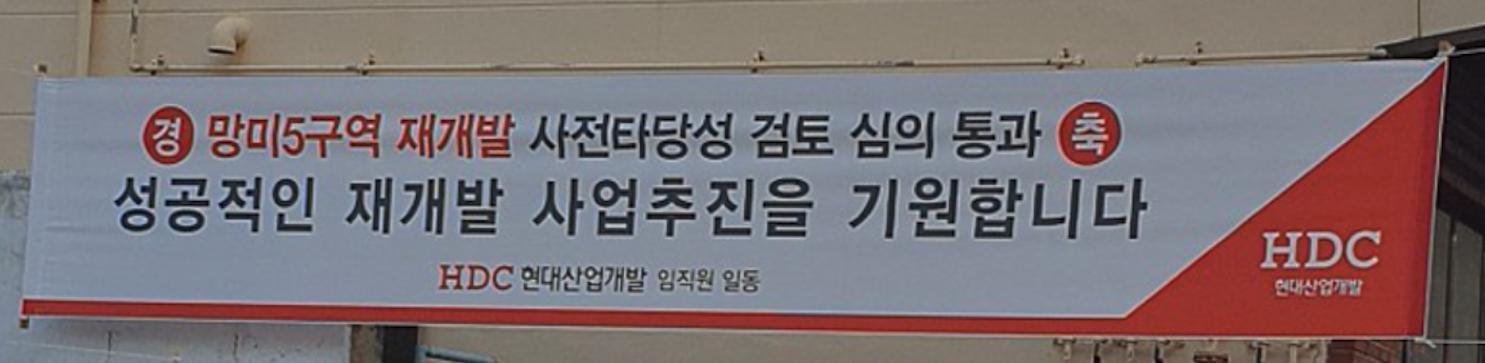 경 망미5구역 재개발 사전타당성 검토 심의 통과 축
성공적인 재개발 사업추진을 기원합니다
HDC 현대산업개발 임직원 일동
HDC
현대산업개발